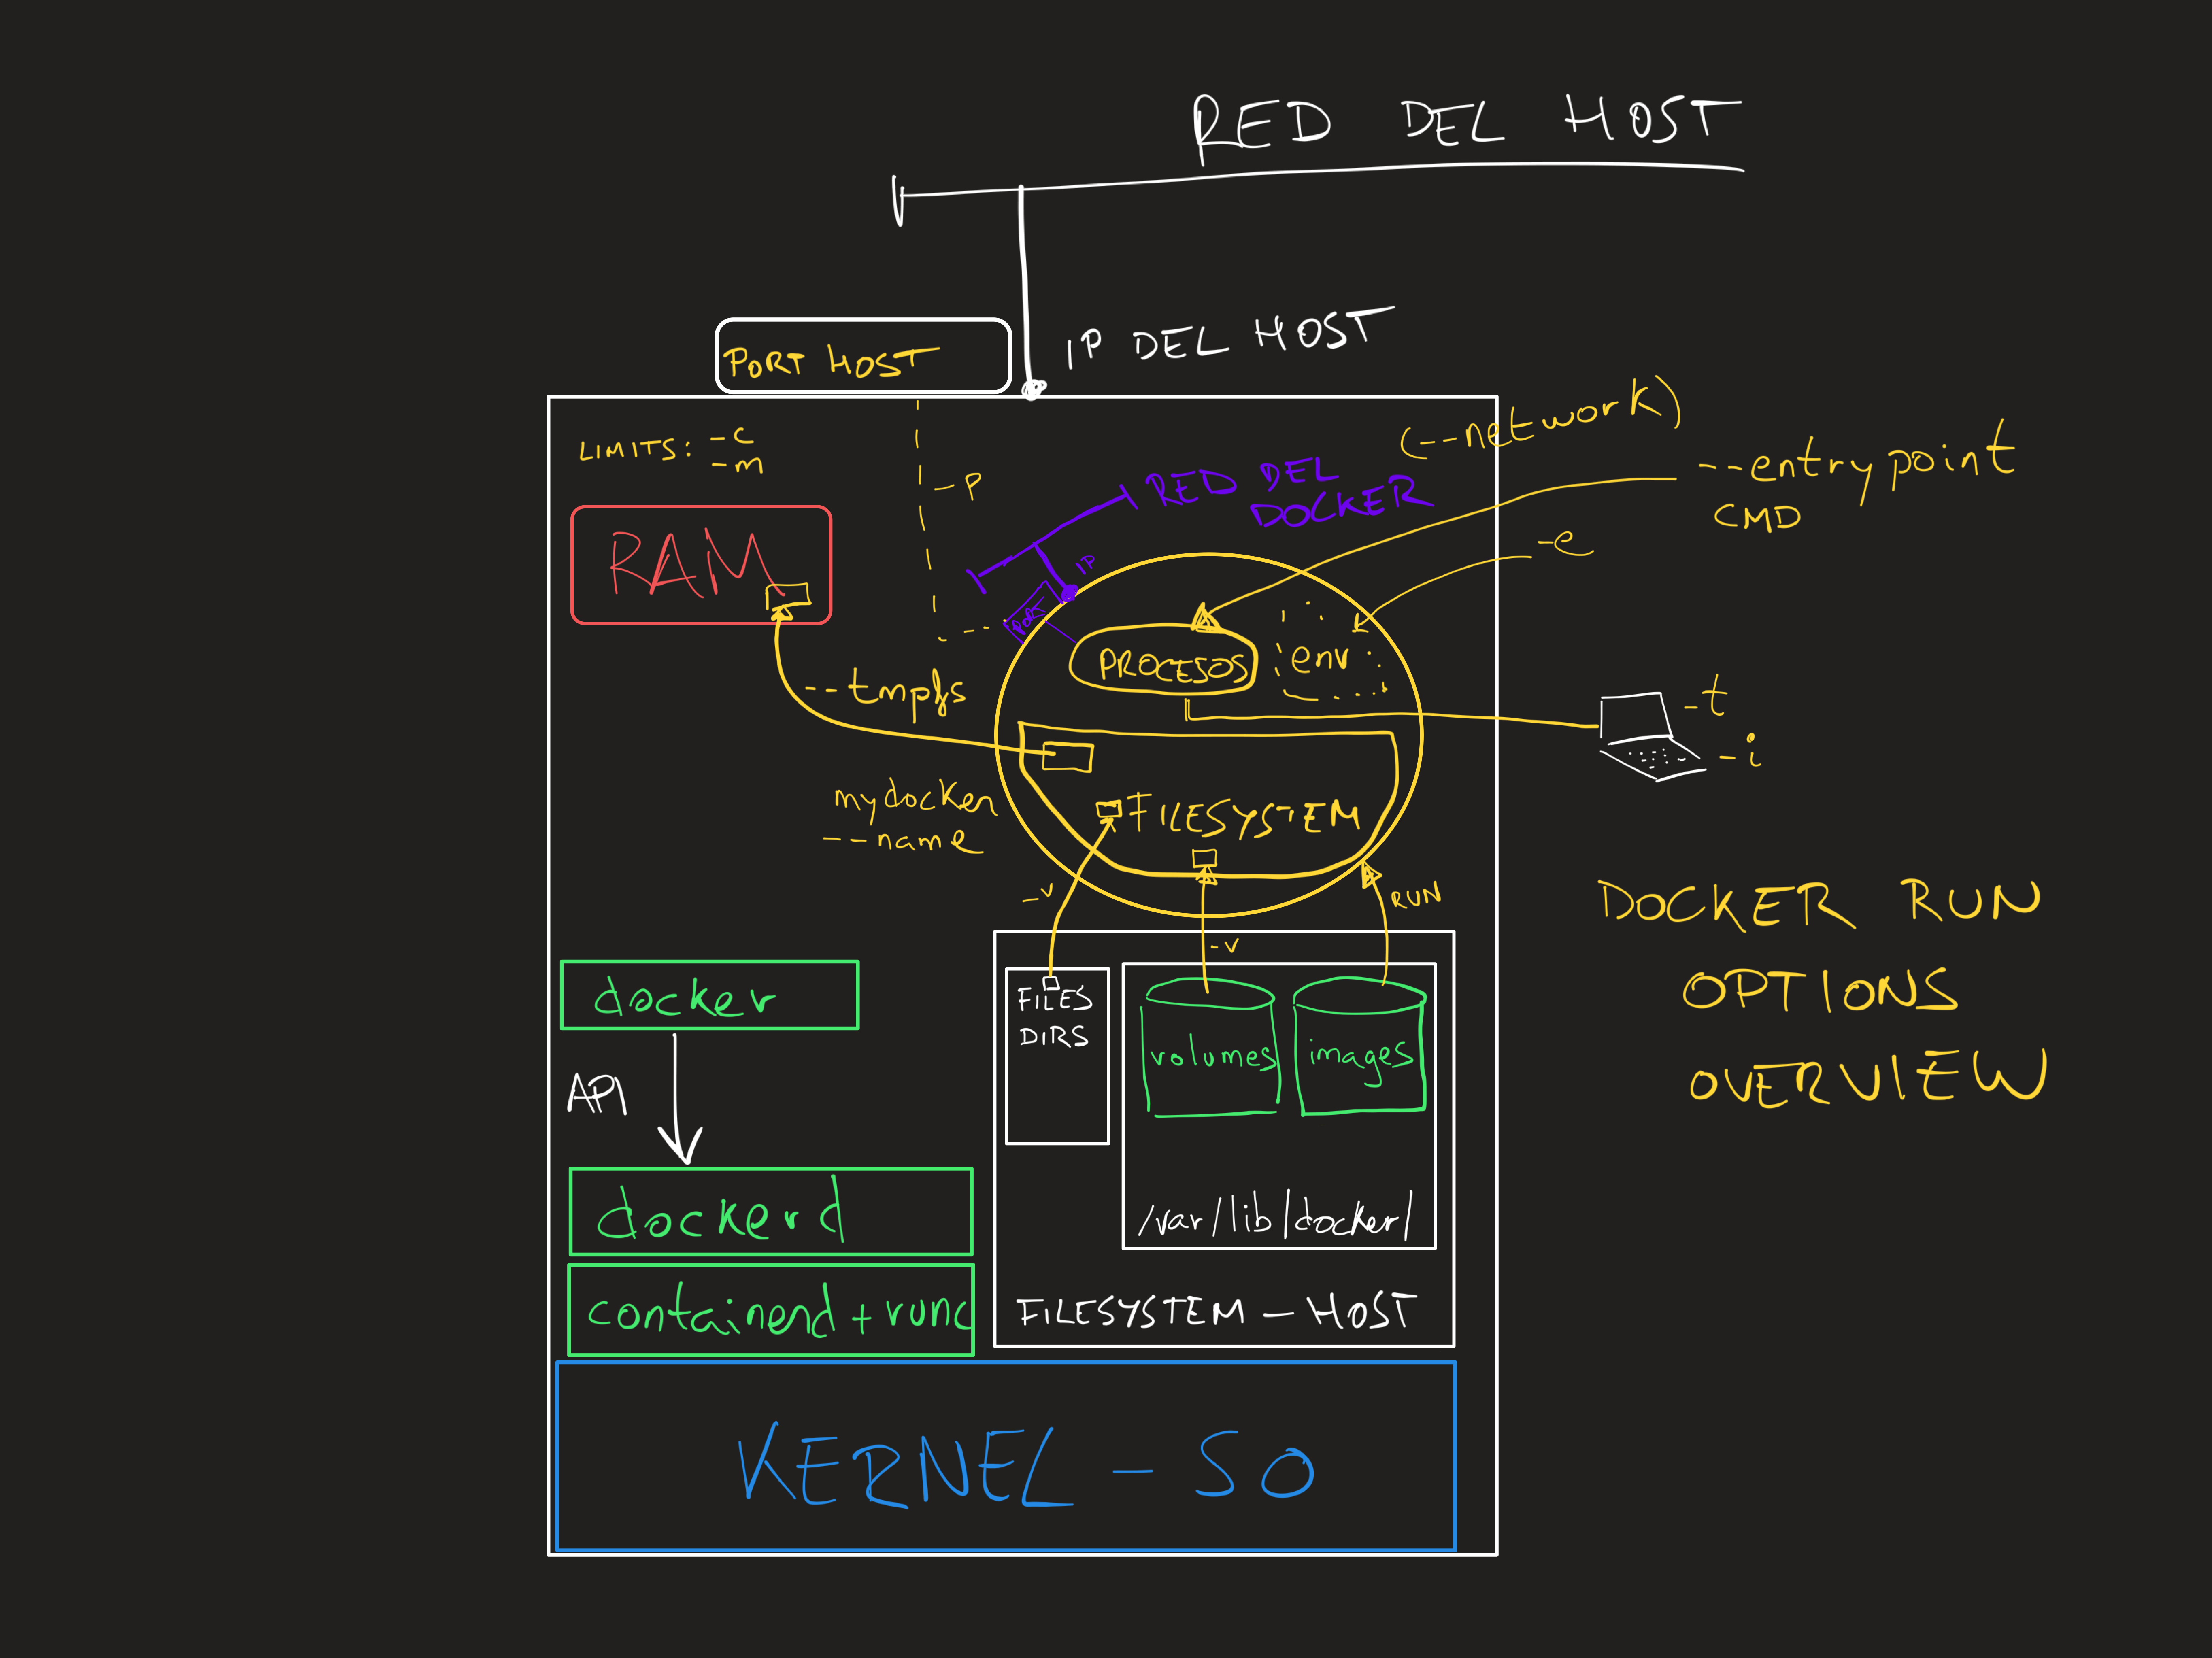 RED DEL HOST
IP DEL HOST
PORT HOST
LIMITS: -c
-m
-P
(--network)
--entrypoint
CMD
-e
RED DEL
DOCKER
IP
PORT
RAM
PROCESOS
env
--tmpfs
-t
-i
mydocker
--name
FILESYSTEM
-v
-v
RUN
DOCKER RUN
OPTIONS
OVERVIEW
docker
API
dockerd
containerd+runc
FILES
DIRS
volumes
images
/var/lib/docker/
FILESYSTEM-HOST
KERNEL-SO